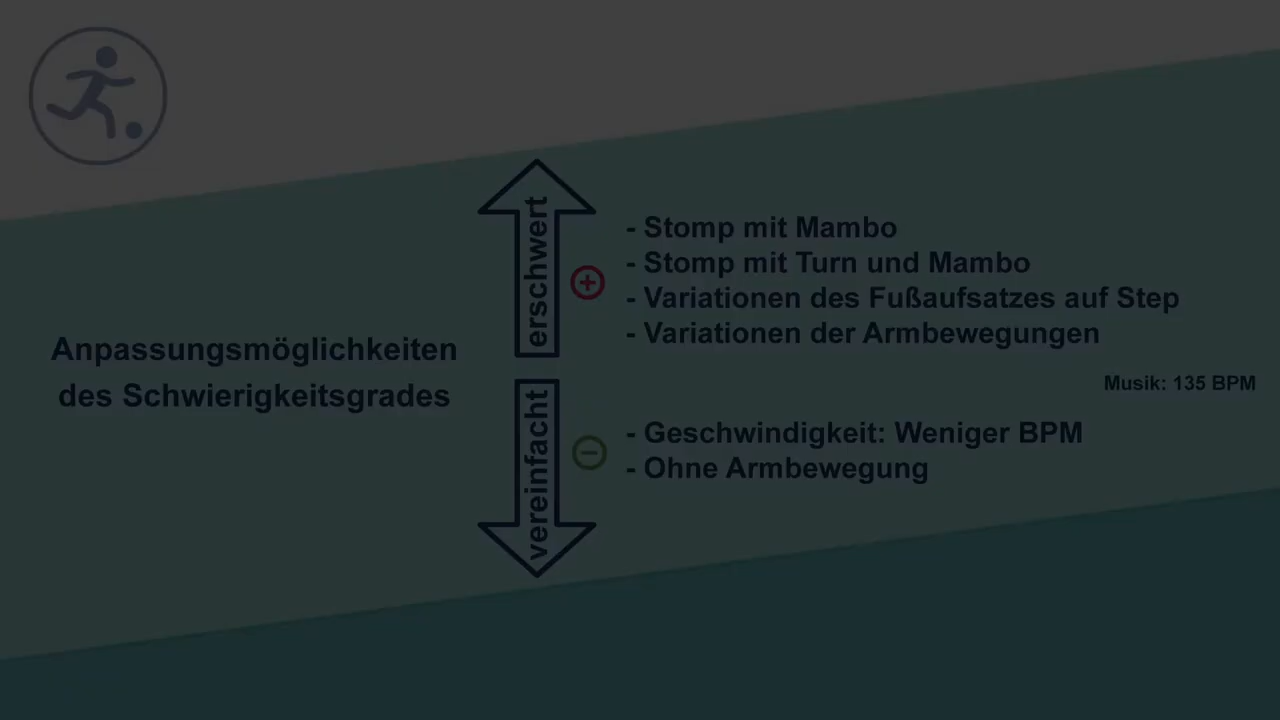 Anpassungsmöglichkeiten
des Schwierigkeitsgrades
erschwert
- Stomp mit Mambo
- Stomp mit Turn und Mambo
- Variationen des Fußaufsatzes auf Step
- Variationen der Armbewegungen
Musik: 135 BPM
vereinfacht
- Geschwindigkeit: Weniger BPM
- Ohne Armbewegung